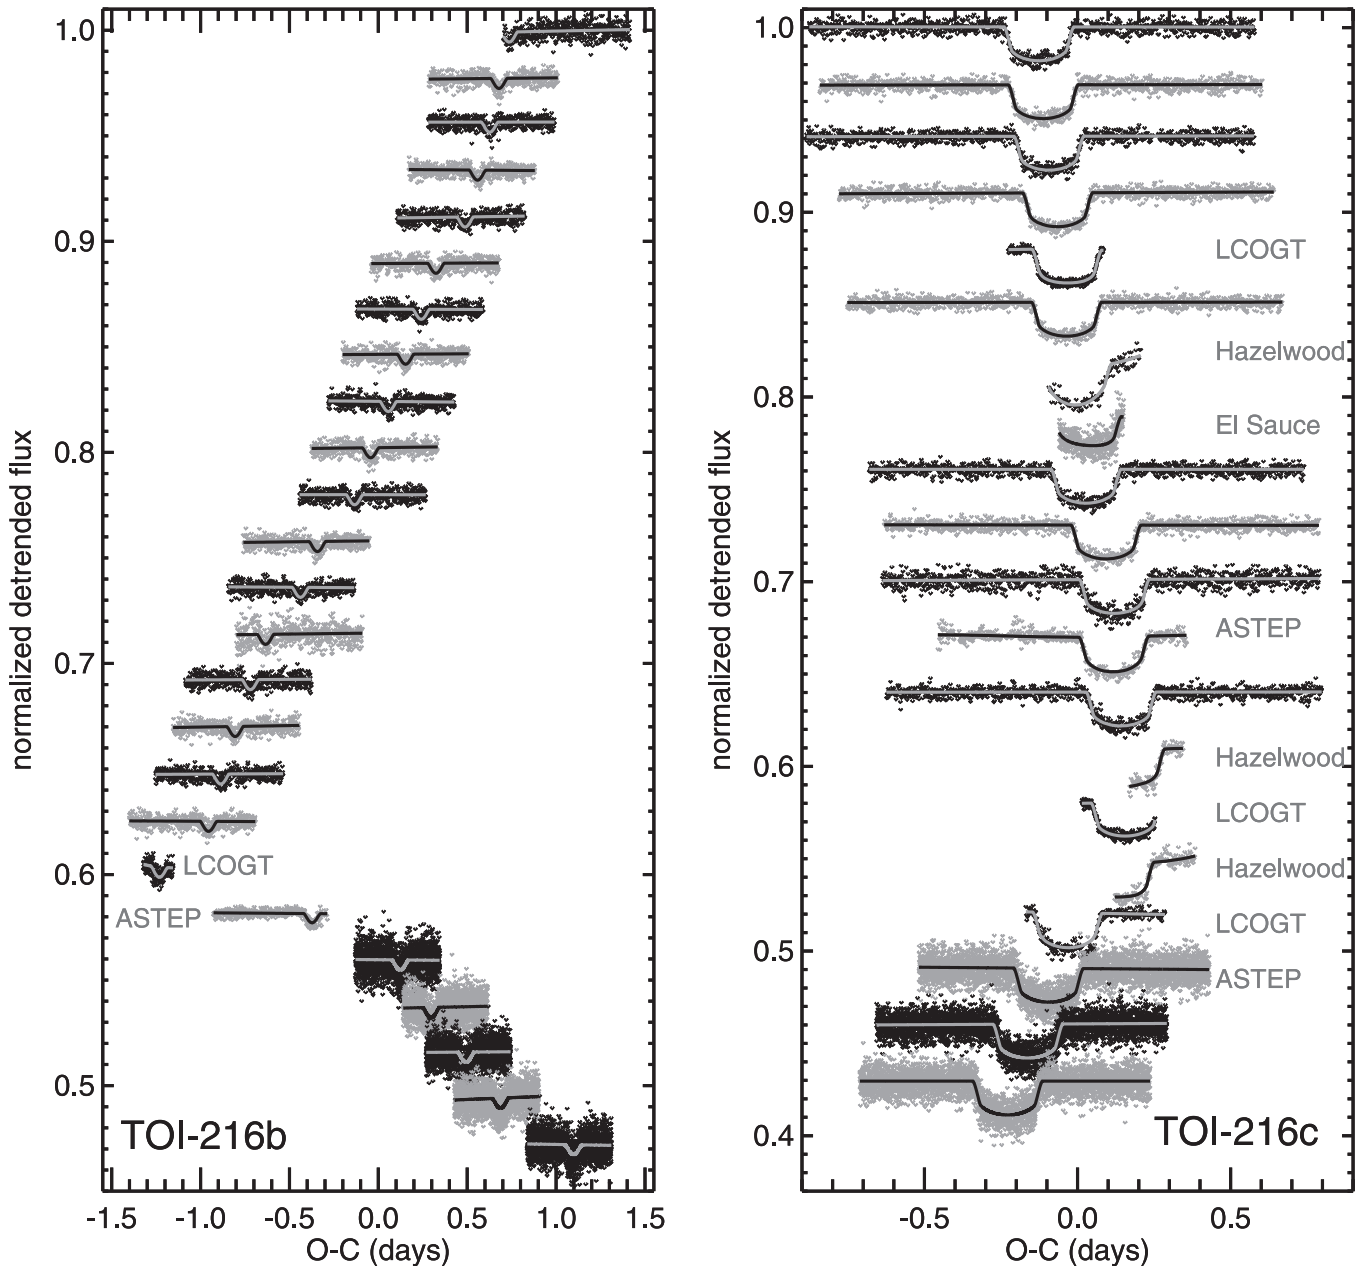 1.0
0.9
0.8
0.7
0.6
0.5
normalized detrended flux
LCOGT
ASTEP
TOI-216b
-1.5 -1.0 -0.5 0.0 0.5 1.0 1.5
O-C (days)
1.0
0.9
0.8
0.7
0.6
0.5
0.4
normalized detrended flux
LCOGT
Hazelwood
El Sauce
ASTEP
Hazelwood
LCOGT
Hazelwood
LCOGT
ASTEP
TOI-216c
-0.5 0.0 0.5
O-C (days)